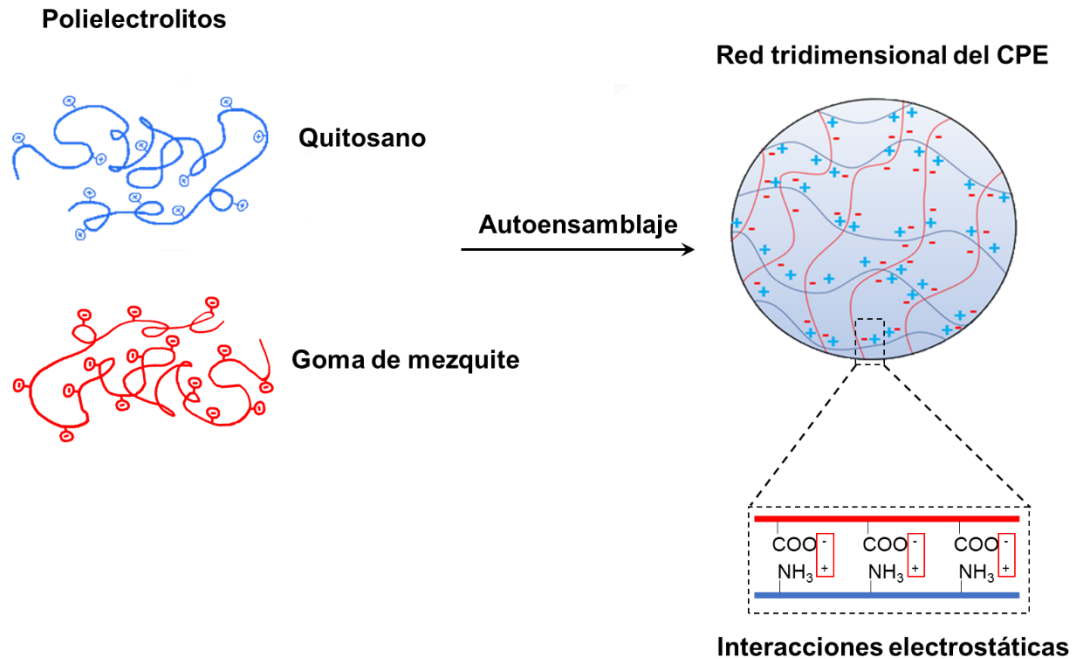 Polielectrolitos
Red tridimensional del CPE
Quitosano
Autoensamblaje
Goma de mezquite
COO⁻ COO⁻ COO⁻
NH₃⁺ NH₃⁺ NH₃⁺
Interacciones electrostáticas